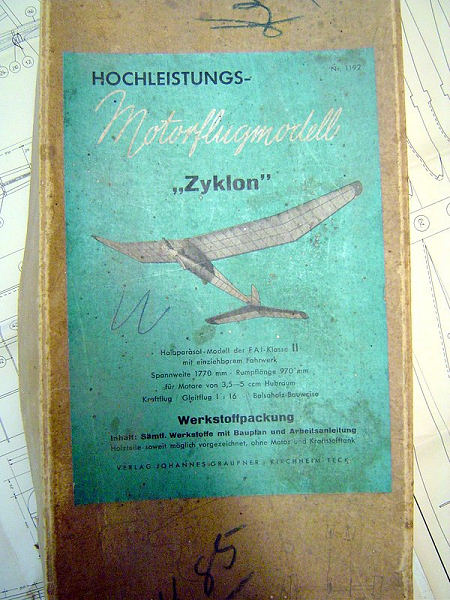 Nr. 1192
HOCHLEISTUNGS-
Motorflugmodell
„Zyklon”
Halbparasol-Modell der FAI-Klasse II
mit einziehbarem Fahrwerk
Spannweite 1770 mm · Rumpflänge 970 mm
für Motore von 3,5–5 ccm Hubraum
Kraftflug · Gleitflug 1 : 16 · Balsaholz-Bauweise
Werkstoffpackung
Inhalt: Sämtl. Werkstoffe mit Bauplan und Arbeitsanleitung
Holzteile soweit möglich vorgezeichnet, ohne Motor und Kraftstofftank
VERLAG JOHANNES GRAUPNER · KIRCHHEIM-TECK
85